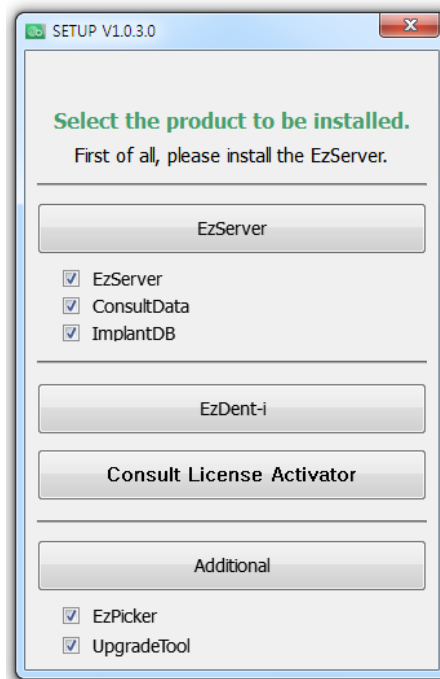 SETUP V1.0.3.0
Select the product to be installed.
First of all, please install the EzServer.
EzServer
EzServer
ConsultData
ImplantDB
EzDent-i
Consult License Activator
Additional
EzPicker
UpgradeTool